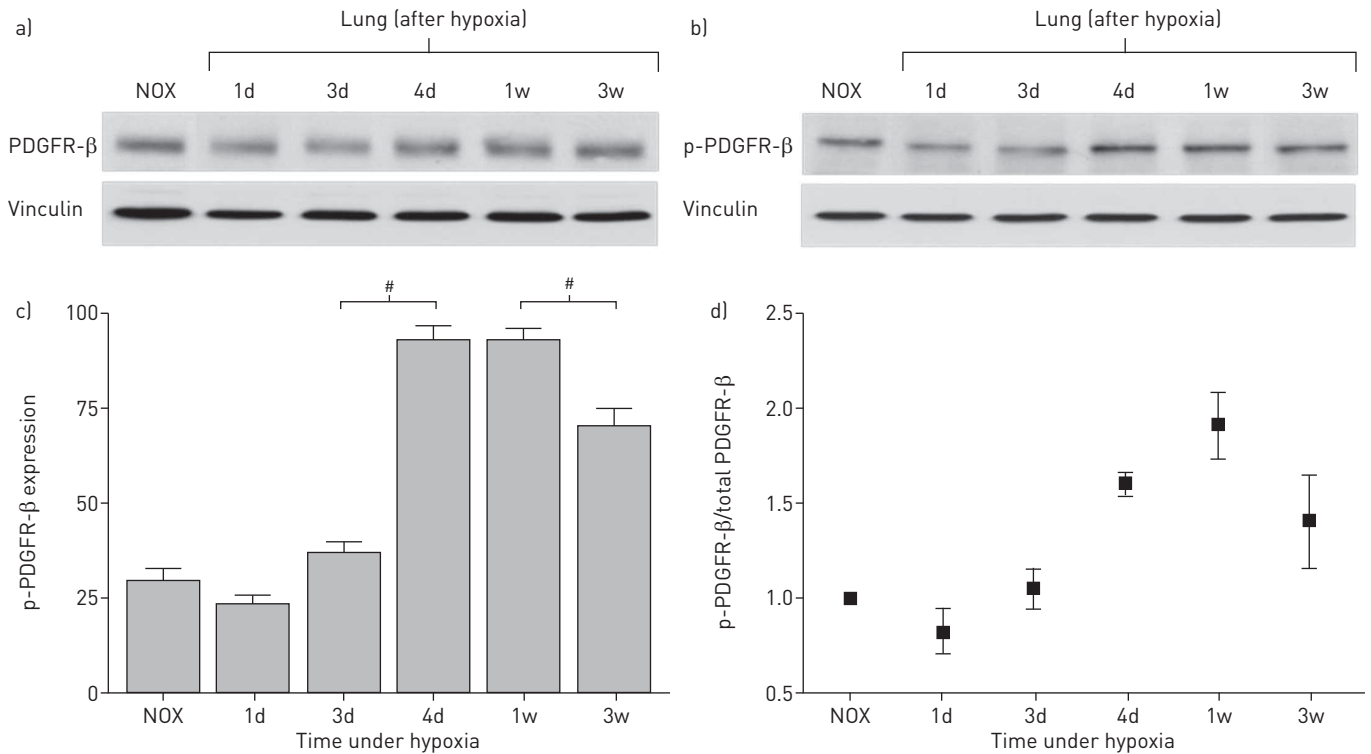 a)
Lung (after hypoxia)
NOX 1d 3d 4d 1w 3w
PDGFR-β
Vinculin
b)
Lung (after hypoxia)
NOX 1d 3d 4d 1w 3w
p-PDGFR-β
Vinculin
c)
p-PDGFR-β expression
100
75
50
25
0
# #
NOX 1d 3d 4d 1w 3w
Time under hypoxia
d)
p-PDGFR-β/total PDGFR-β
2.5
2.0
1.5
1.0
0.5
NOX 1d 3d 4d 1w 3w
Time under hypoxia